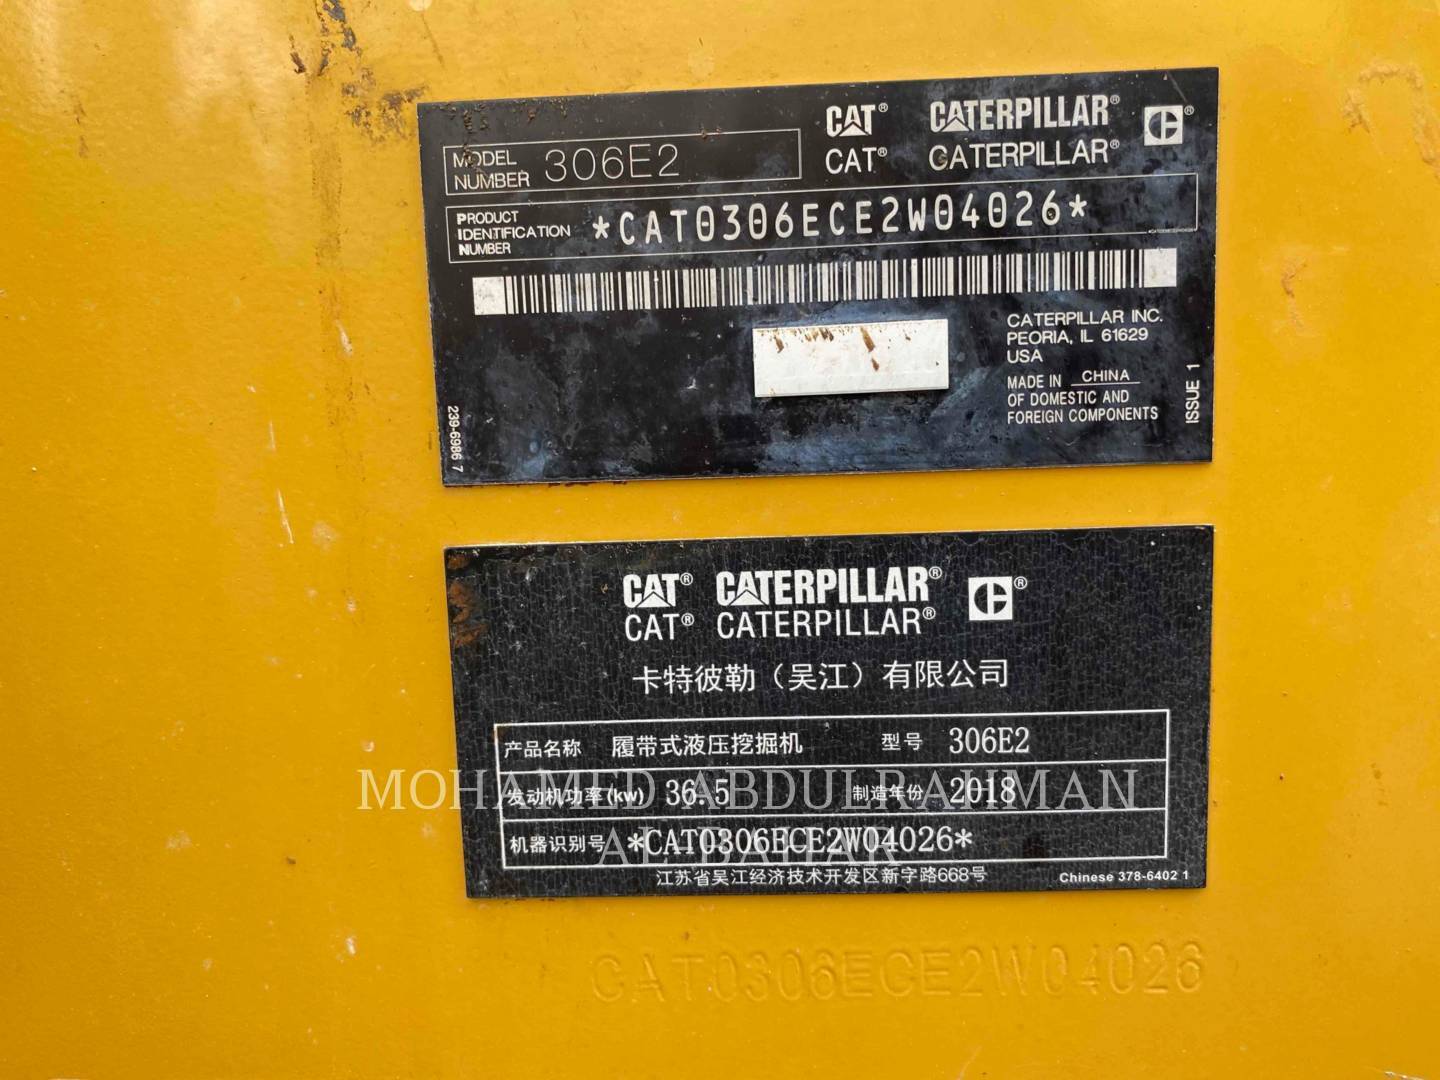 CAT® CATERPILLAR®
MODEL NUMBER 306E2 CAT® CATERPILLAR®
PRODUCT IDENTIFICATION NUMBER *CAT0306ECE2W04026*
CATERPILLAR INC.
PEORIA, IL 61629
USA
MADE IN CHINA
OF DOMESTIC AND
FOREIGN COMPONENTS
ISSUE 1
239-6986 7
CAT® CATERPILLAR®
CAT® CATERPILLAR®
卡特彼勒（吴江）有限公司
产品名称 履带式液压挖掘机 型号 306E2
发动机功率(kw) 36.5 制造年份 2018
MOHAMED ABDULRAHMAN
机器识别号 *CAT0306ECE2W04026*
AL BAHAR
江苏省吴江经济技术开发区新字路668号 Chinese 378-6402 1
CAT0306ECE2W04026